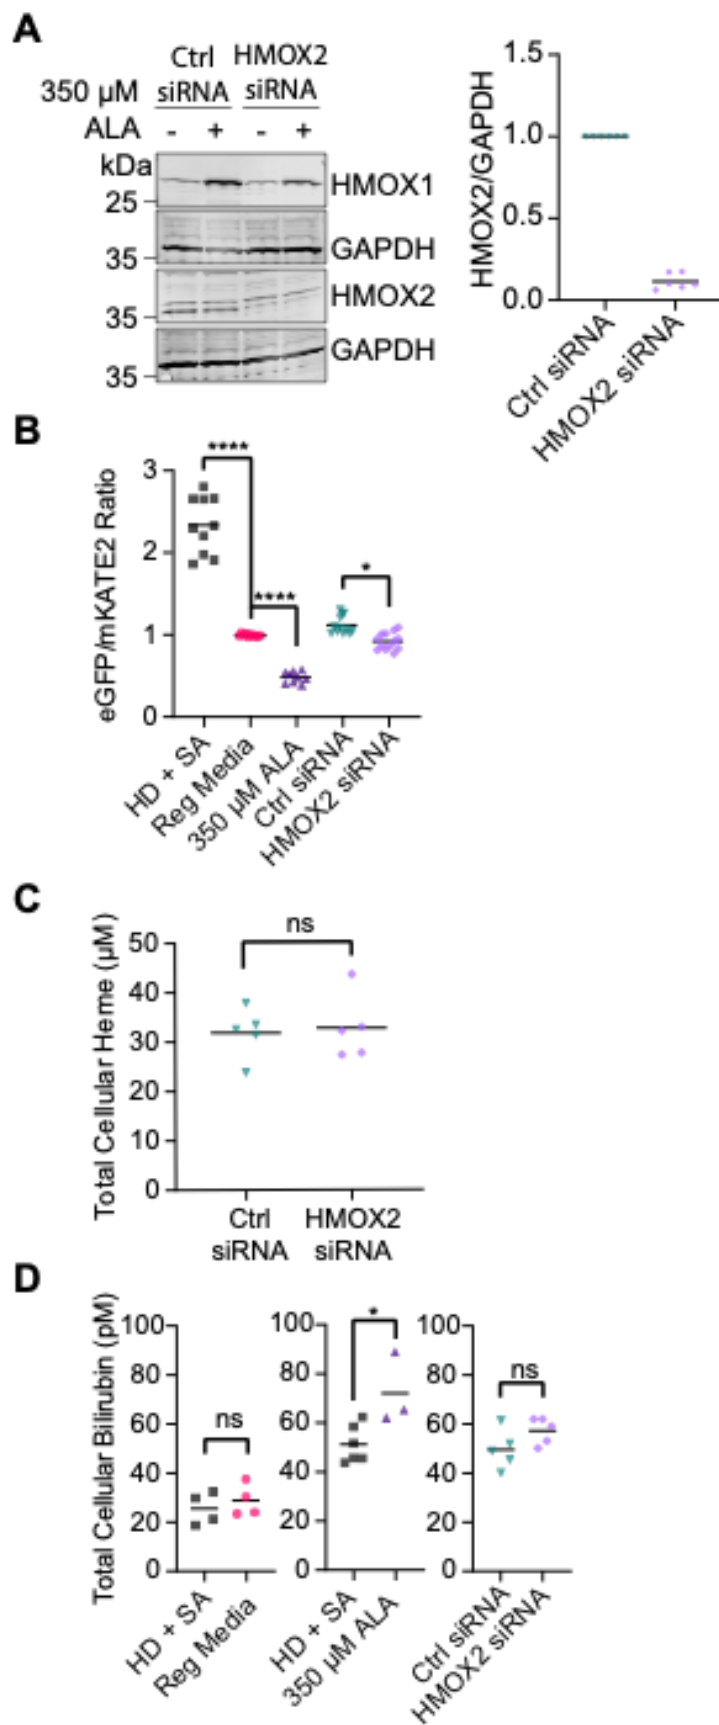 A
Ctrl HMOX2
350 µM siRNA siRNA
ALA - + - +
kDa
25
HMOX1
35
GAPDH
35
HMOX2
35
GAPDH
HMOX2/GAPDH
1.5
1.0
0.5
0.0
Ctrl siRNA
HMOX2 siRNA
B
eGFP/mKATE2 Ratio
3
2
1
0
****
****
*
HD + SA
Reg Media
350 µM ALA
Ctrl siRNA
HMOX2 siRNA
C
Total Cellular Heme (µM)
50
40
30
20
10
0
ns
Ctrl siRNA
HMOX2 siRNA
D
Total Cellular Bilirubin (pM)
100
80
60
40
20
0
ns
HD + SA
Reg Media
100
80
60
40
20
0
*
HD + SA
350 µM ALA
100
80
60
40
20
0
ns
Ctrl siRNA
HMOX2 siRNA